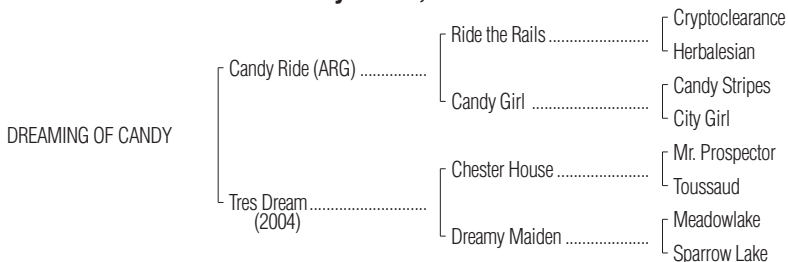 Cryptoclearance
Ride the Rails
Herbalesian
Candy Ride (ARG)
Candy Stripes
Candy Girl
City Girl
DREAMING OF CANDY
Mr. Prospector
Chester House
Toussaud
Tres Dream
(2004)
Meadowlake
Dreamy Maiden
Sparrow Lake